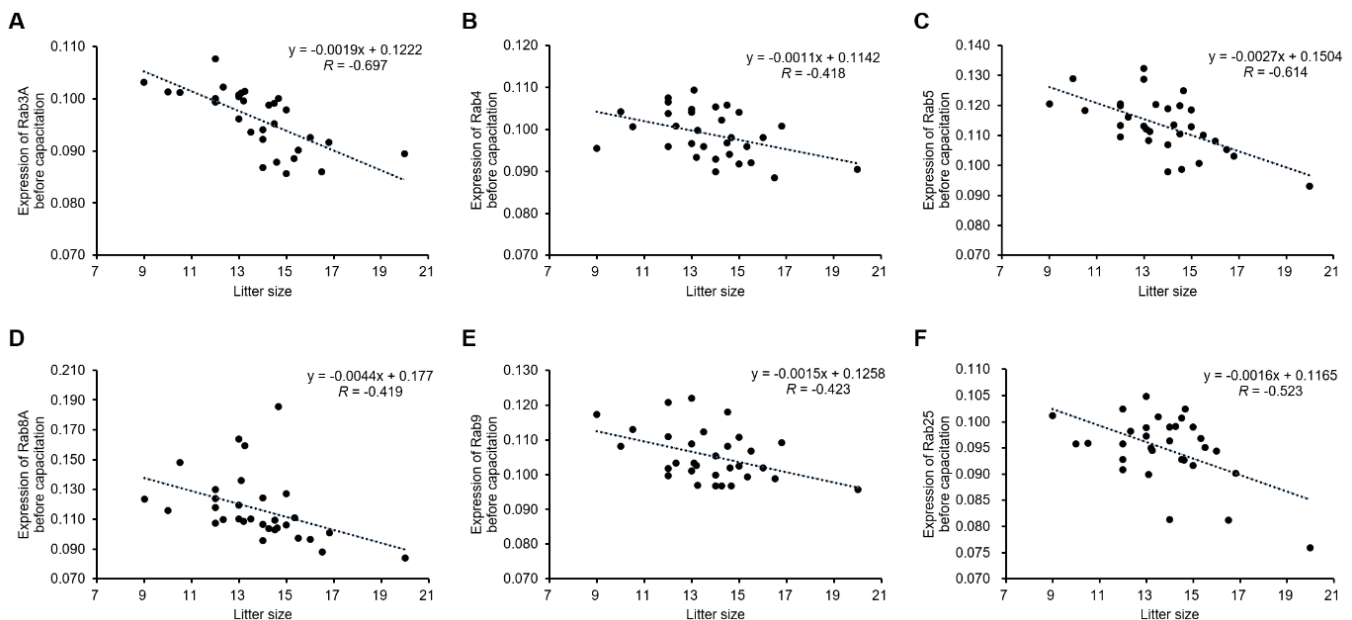 A
Expression of Rab3A
before capacitation
0.110
0.100
0.090
0.080
0.070
y = -0.0019x + 0.1222
R = -0.697
7 9 11 13 15 17 19 21
Litter size
B
Expression of Rab4
before capacitation
0.120
0.110
0.100
0.090
0.080
0.070
y = -0.0011x + 0.1142
R = -0.418
7 9 11 13 15 17 19 21
Litter size
C
Expression of Rab5
before capacitation
0.140
0.130
0.120
0.110
0.100
0.090
0.080
0.070
y = -0.0027x + 0.1504
R = -0.614
7 9 11 13 15 17 19 21
Litter size
D
Expression of Rab8A
before capacitation
0.210
0.190
0.170
0.150
0.130
0.110
0.090
0.070
y = -0.0044x + 0.177
R = -0.419
7 9 11 13 15 17 19 21
Litter size
E
Expression of Rab9
before capacitation
0.130
0.120
0.110
0.100
0.090
0.080
0.070
y = -0.0015x + 0.1258
R = -0.423
7 9 11 13 15 17 19 21
Litter size
F
Expression of Rab25
before capacitation
0.110
0.105
0.100
0.095
0.090
0.085
0.080
0.075
0.070
y = -0.0016x + 0.1165
R = -0.523
7 9 11 13 15 17 19 21
Litter size